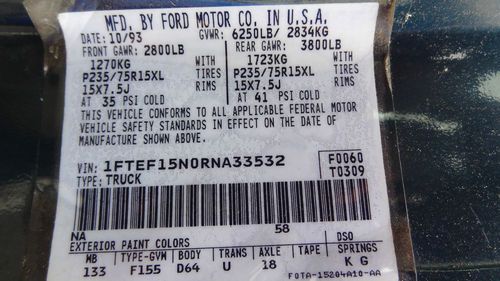 MFD. BY FORD MOTOR CO. IN U.S.A.
DATE: 10/93 GVWR: 6250LB/ 2834KG
FRONT GAWR: 2800LB REAR GAWR: 3800LB
1270KG WITH 1723KG WITH
P235/75R15XL TIRES P235/75R15XL TIRES
15X7.5J RIMS 15X7.5J RIMS
AT 35 PSI COLD AT 41 PSI COLD
THIS VEHICLE CONFORMS TO ALL APPLICABLE FEDERAL MOTOR
VEHICLE SAFETY STANDARDS IN EFFECT ON THE DATE OF
MANUFACTURE SHOWN ABOVE.
VIN: 1FTEF15N0RNA33532 F0060
TYPE: TRUCK T0309
NA 58
EXTERIOR PAINT COLORS DSO
MB TYPE-GVM BODY TRANS AXLE TAPE SPRINGS
133 F155 D64 U 18 K G
F0TA-15204A10-AA